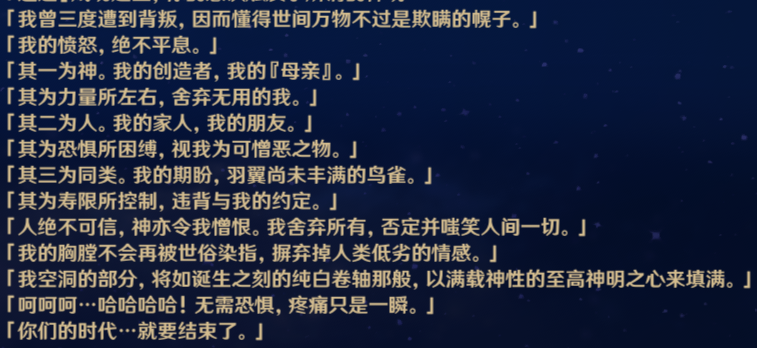 「我曾三度遭到背叛，因而懂得世间万物不过是欺瞒的幌子。」
「我的愤怒，绝不平息。」
「其一为神。我的创造者，我的『母亲』。」
「其为力量所左右，舍弃无用的我。」
「其二为人。我的家人，我的朋友。」
「其为恐惧所困缚，视我为可憎恶之物。」
「其三为同类。我的期盼，羽翼尚未丰满的鸟雀。」
「其为寿限所控制，违背与我的约定。」
「人绝不可信，神亦令我憎恨。我舍弃所有，否定并嗤笑人间一切。」
「我的胸膛不会再被世俗染指，摒弃掉人类低劣的情感。」
「我空洞的部分，将如诞生之刻的纯白卷轴那般，以满载神性的至高神明之心来填满。」
「呵呵呵…哈哈哈哈！无需恐惧，疼痛只是一瞬。」
「你们的时代…就要结束了。」